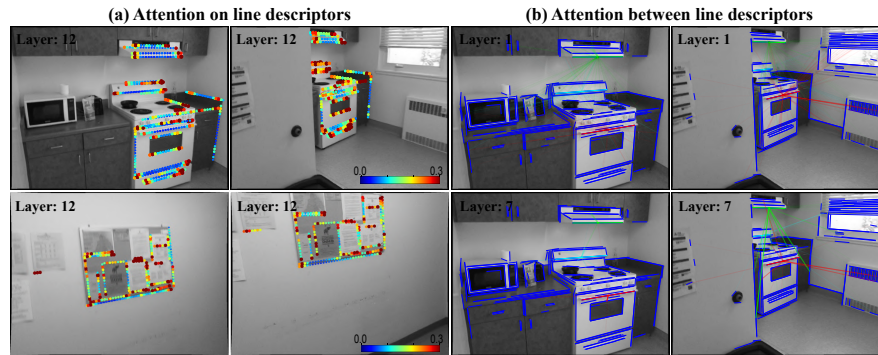 (a) Attention on line descriptors
(b) Attention between line descriptors
Layer: 12
Layer: 12
Layer: 1
Layer: 1
0.0
0.3
Layer: 12
Layer: 12
Layer: 7
Layer: 7
0.0
0.3